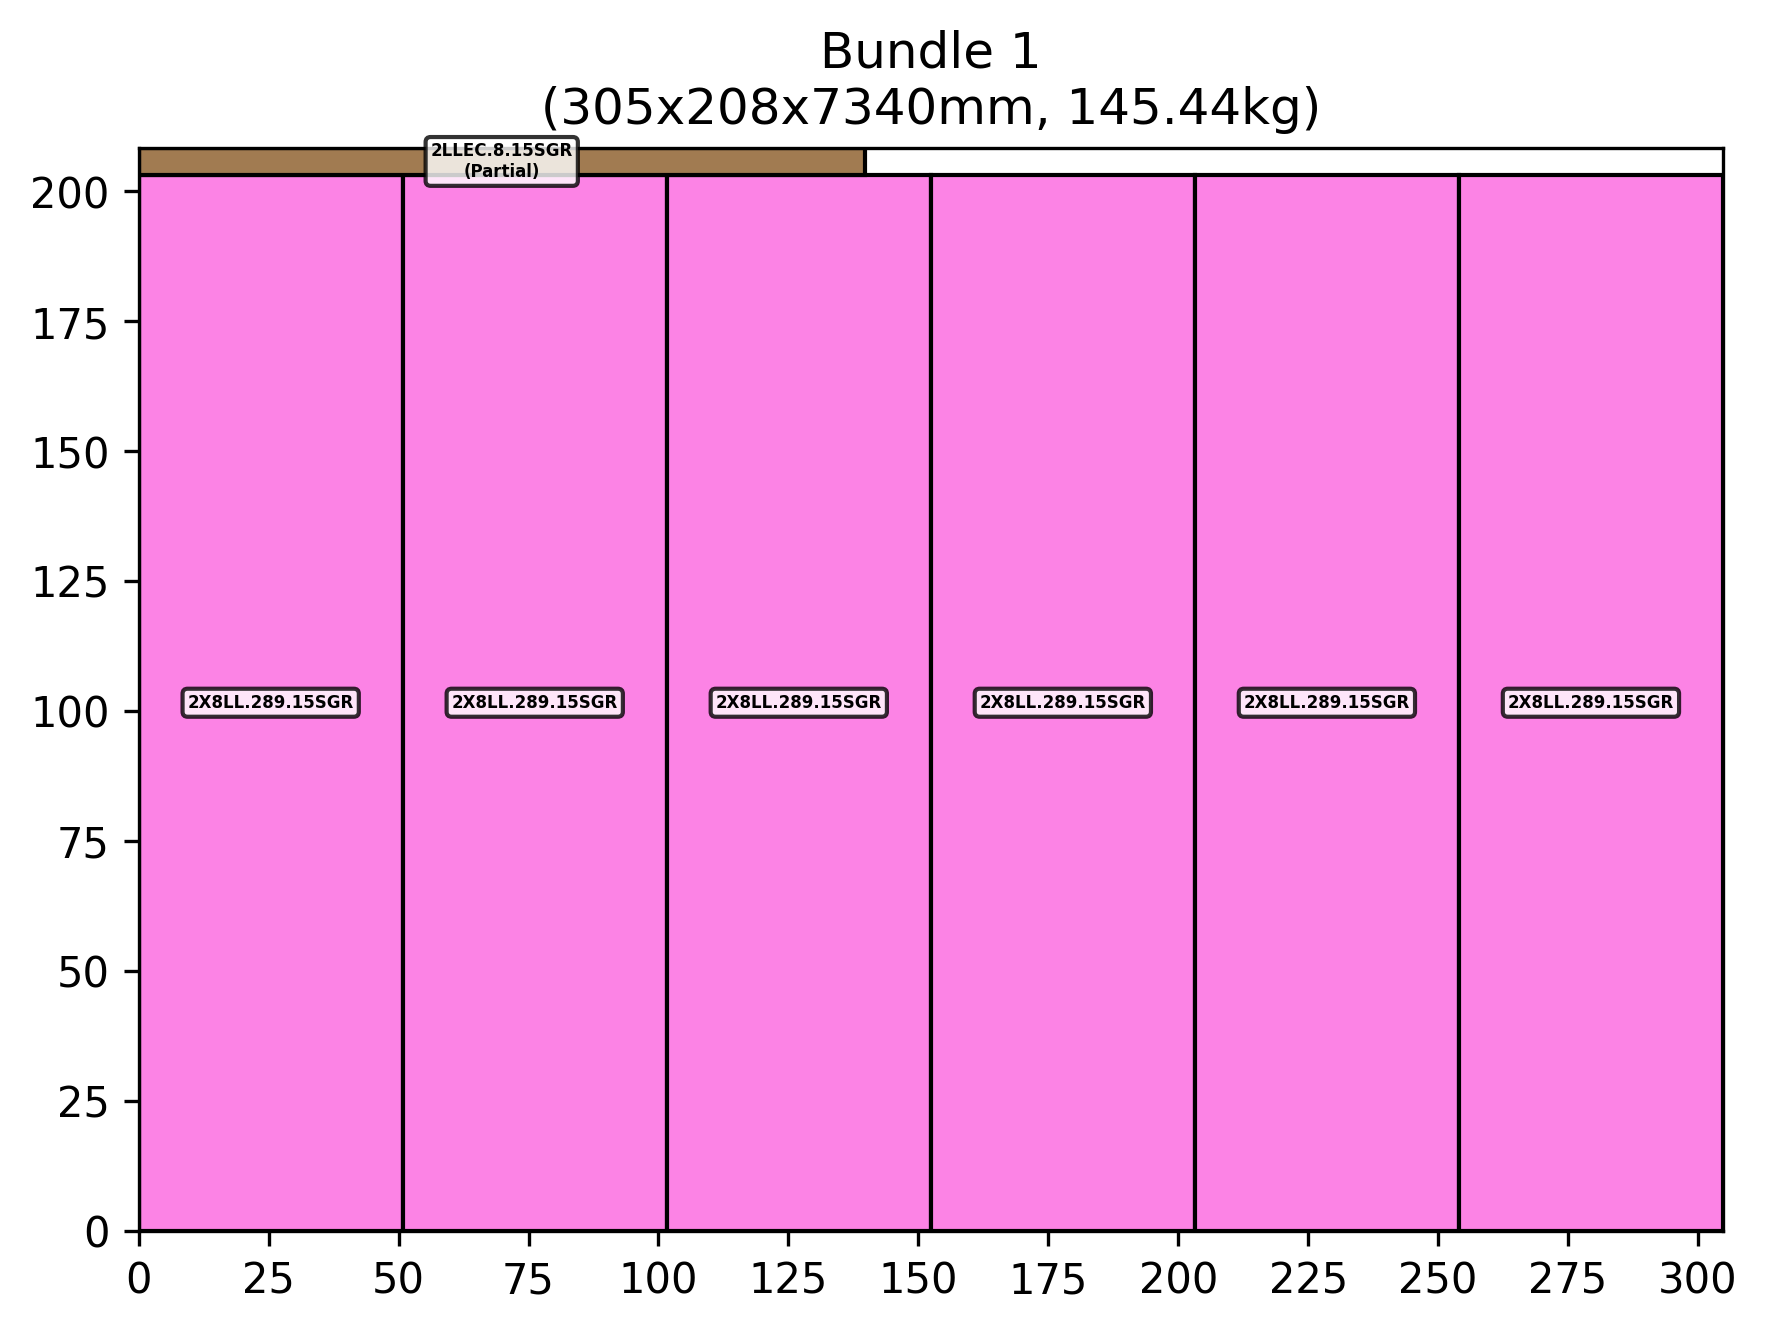 Bundle 1
(305x208x7340mm, 145.44kg)
2LLEC.8.15SGR
(Partial)
200
175
150
125
100
75
50
25
0
2X8LL.289.15SGR 2X8LL.289.15SGR 2X8LL.289.15SGR 2X8LL.289.15SGR 2X8LL.289.15SGR 2X8LL.289.15SGR
0 25 50 75 100 125 150 175 200 225 250 275 300